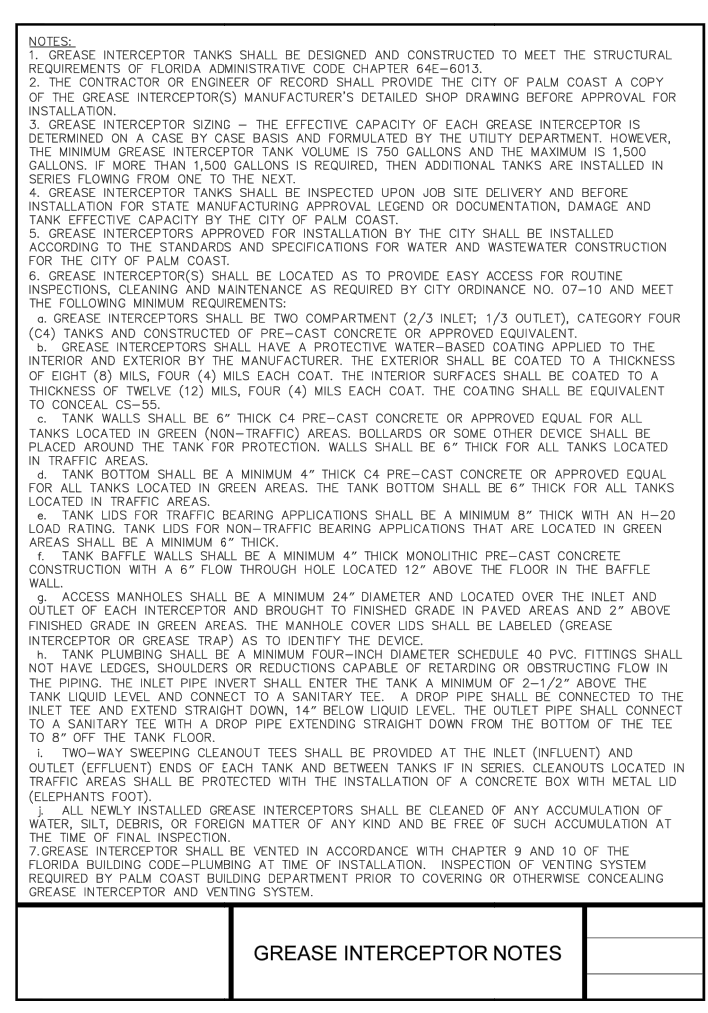 NOTES:
1. GREASE INTERCEPTOR TANKS SHALL BE DESIGNED AND CONSTRUCTED TO MEET THE STRUCTURAL
REQUIREMENTS OF FLORIDA ADMINISTRATIVE CODE CHAPTER 64E-6013.
2. THE CONTRACTOR OR ENGINEER OF RECORD SHALL PROVIDE THE CITY OF PALM COAST A COPY
OF THE GREASE INTERCEPTOR(S) MANUFACTURER'S DETAILED SHOP DRAWING BEFORE APPROVAL FOR
INSTALLATION.
3. GREASE INTERCEPTOR SIZING – THE EFFECTIVE CAPACITY OF EACH GREASE INTERCEPTOR IS
DETERMINED ON A CASE BY CASE BASIS AND FORMULATED BY THE UTILITY DEPARTMENT. HOWEVER,
THE MINIMUM GREASE INTERCEPTOR TANK VOLUME IS 750 GALLONS AND THE MAXIMUM IS 1,500
GALLONS. IF MORE THAN 1,500 GALLONS IS REQUIRED, THEN ADDITIONAL TANKS ARE INSTALLED IN
SERIES FLOWING FROM ONE TO THE NEXT.
4. GREASE INTERCEPTOR TANKS SHALL BE INSPECTED UPON JOB SITE DELIVERY AND BEFORE
INSTALLATION FOR STATE MANUFACTURING APPROVAL LEGEND OR DOCUMENTATION, DAMAGE AND
TANK EFFECTIVE CAPACITY BY THE CITY OF PALM COAST.
5. GREASE INTERCEPTORS APPROVED FOR INSTALLATION BY THE CITY SHALL BE INSTALLED
ACCORDING TO THE STANDARDS AND SPECIFICATIONS FOR WATER AND WASTEWATER CONSTRUCTION
FOR THE CITY OF PALM COAST.
6. GREASE INTERCEPTOR(S) SHALL BE LOCATED AS TO PROVIDE EASY ACCESS FOR ROUTINE
INSPECTIONS, CLEANING AND MAINTENANCE AS REQUIRED BY CITY ORDINANCE NO. 07-10 AND MEET
THE FOLLOWING MINIMUM REQUIREMENTS:
a. GREASE INTERCEPTORS SHALL BE TWO COMPARTMENT (2/3 INLET; 1/3 OUTLET), CATEGORY FOUR
(C4) TANKS AND CONSTRUCTED OF PRE-CAST CONCRETE OR APPROVED EQUIVALENT.
b. GREASE INTERCEPTORS SHALL HAVE A PROTECTIVE WATER-BASED COATING APPLIED TO THE
INTERIOR AND EXTERIOR BY THE MANUFACTURER. THE EXTERIOR SHALL BE COATED TO A THICKNESS
OF EIGHT (8) MILS, FOUR (4) MILS EACH COAT. THE INTERIOR SURFACES SHALL BE COATED TO A
THICKNESS OF TWELVE (12) MILS, FOUR (4) MILS EACH COAT. THE COATING SHALL BE EQUIVALENT
TO CONCEAL CS-55.
c. TANK WALLS SHALL BE 6" THICK C4 PRE-CAST CONCRETE OR APPROVED EQUAL FOR ALL
TANKS LOCATED IN GREEN (NON-TRAFFIC) AREAS. BOLLARDS OR SOME OTHER DEVICE SHALL BE
PLACED AROUND THE TANK FOR PROTECTION. WALLS SHALL BE 6" THICK FOR ALL TANKS LOCATED
IN TRAFFIC AREAS.
d. TANK BOTTOM SHALL BE A MINIMUM 4" THICK C4 PRE-CAST CONCRETE OR APPROVED EQUAL
FOR ALL TANKS LOCATED IN GREEN AREAS. THE TANK BOTTOM SHALL BE 6" THICK FOR ALL TANKS
LOCATED IN TRAFFIC AREAS.
e. TANK LIDS FOR TRAFFIC BEARING APPLICATIONS SHALL BE A MINIMUM 8" THICK WITH AN H-20
LOAD RATING. TANK LIDS FOR NON-TRAFFIC BEARING APPLICATIONS THAT ARE LOCATED IN GREEN
AREAS SHALL BE A MINIMUM 6" THICK.
f. TANK BAFFLE WALLS SHALL BE A MINIMUM 4" THICK MONOLITHIC PRE-CAST CONCRETE
CONSTRUCTION WITH A 6" FLOW THROUGH HOLE LOCATED 12" ABOVE THE FLOOR IN THE BAFFLE
WALL.
g. ACCESS MANHOLES SHALL BE A MINIMUM 24" DIAMETER AND LOCATED OVER THE INLET AND
OUTLET OF EACH INTERCEPTOR AND BROUGHT TO FINISHED GRADE IN PAVED AREAS AND 2" ABOVE
FINISHED GRADE IN GREEN AREAS. THE MANHOLE COVER LIDS SHALL BE LABELED (GREASE
INTERCEPTOR OR GREASE TRAP) AS TO IDENTIFY THE DEVICE.
h. TANK PLUMBING SHALL BE A MINIMUM FOUR-INCH DIAMETER SCHEDULE 40 PVC. FITTINGS SHALL
NOT HAVE LEDGES, SHOULDERS OR REDUCTIONS CAPABLE OF RETARDING OR OBSTRUCTING FLOW IN
THE PIPING. THE INLET PIPE INVERT SHALL ENTER THE TANK A MINIMUM OF 2-1/2" ABOVE THE
TANK LIQUID LEVEL AND CONNECT TO A SANITARY TEE. A DROP PIPE SHALL BE CONNECTED TO THE
INLET TEE AND EXTEND STRAIGHT DOWN, 14" BELOW LIQUID LEVEL. THE OUTLET PIPE SHALL CONNECT
TO A SANITARY TEE WITH A DROP PIPE EXTENDING STRAIGHT DOWN FROM THE BOTTOM OF THE TEE
TO 8" OFF THE TANK FLOOR.
i. TWO-WAY SWEEPING CLEANOUT TEES SHALL BE PROVIDED AT THE INLET (INFLUENT) AND
OUTLET (EFFLUENT) ENDS OF EACH TANK AND BETWEEN TANKS IF IN SERIES. CLEANOUTS LOCATED IN
TRAFFIC AREAS SHALL BE PROTECTED WITH THE INSTALLATION OF A CONCRETE BOX WITH METAL LID
(ELEPHANTS FOOT).
j. ALL NEWLY INSTALLED GREASE INTERCEPTORS SHALL BE CLEANED OF ANY ACCUMULATION OF
WATER, SILT, DEBRIS, OR FOREIGN MATTER OF ANY KIND AND BE FREE OF SUCH ACCUMULATION AT
THE TIME OF FINAL INSPECTION.
7.GREASE INTERCEPTOR SHALL BE VENTED IN ACCORDANCE WITH CHAPTER 9 AND 10 OF THE
FLORIDA BUILDING CODE-PLUMBING AT TIME OF INSTALLATION. INSPECTION OF VENTING SYSTEM
REQUIRED BY PALM COAST BUILDING DEPARTMENT PRIOR TO COVERING OR OTHERWISE CONCEALING
GREASE INTERCEPTOR AND VENTING SYSTEM.
GREASE INTERCEPTOR NOTES